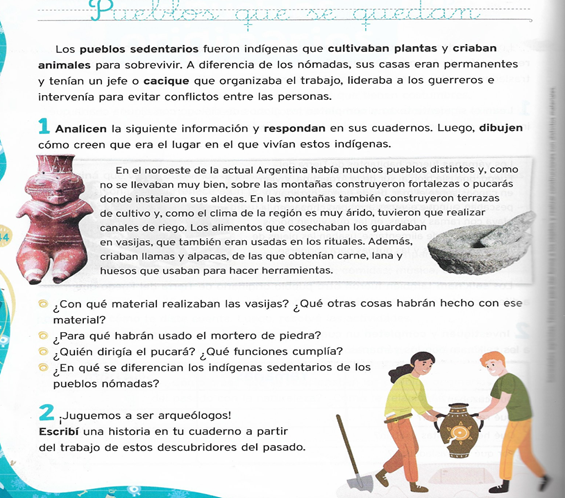 Pueblos que se quedan
Los pueblos sedentarios fueron indígenas que cultivaban plantas y criaban
animales para sobrevivir. A diferencia de los nómadas, sus casas eran permanentes
y tenían un jefe o cacique que organizaba el trabajo, lideraba a los guerreros e
intervenía para evitar conflictos entre las personas.
1 Analicen la siguiente información y respondan en sus cuadernos. Luego, dibujen
cómo creen que era el lugar en el que vivían estos indígenas.
En el noroeste de la actual Argentina había muchos pueblos distintos y, como
no se llevaban muy bien, sobre las montañas construyeron fortalezas o pucarás
donde instalaron sus aldeas. En las montañas también construyeron terrazas
de cultivo y, como el clima de la región es muy árido, tuvieron que realizar
canales de riego. Los alimentos que cosechaban los guardaban
en vasijas, que también eran usadas en los rituales. Además,
criaban llamas y alpacas, de las que obtenían carne, lana y
huesos que usaban para hacer herramientas.
¿Con qué material realizaban las vasijas? ¿Qué otras cosas habrán hecho con ese
material?
¿Para qué habrán usado el mortero de piedra?
¿Quién dirigía el pucará? ¿Qué funciones cumplía?
¿En qué se diferencian los indígenas sedentarios de los
pueblos nómadas?
2 ¡Juguemos a ser arqueólogos!
Escribí una historia en tu cuaderno a partir
del trabajo de estos descubridores del pasado.